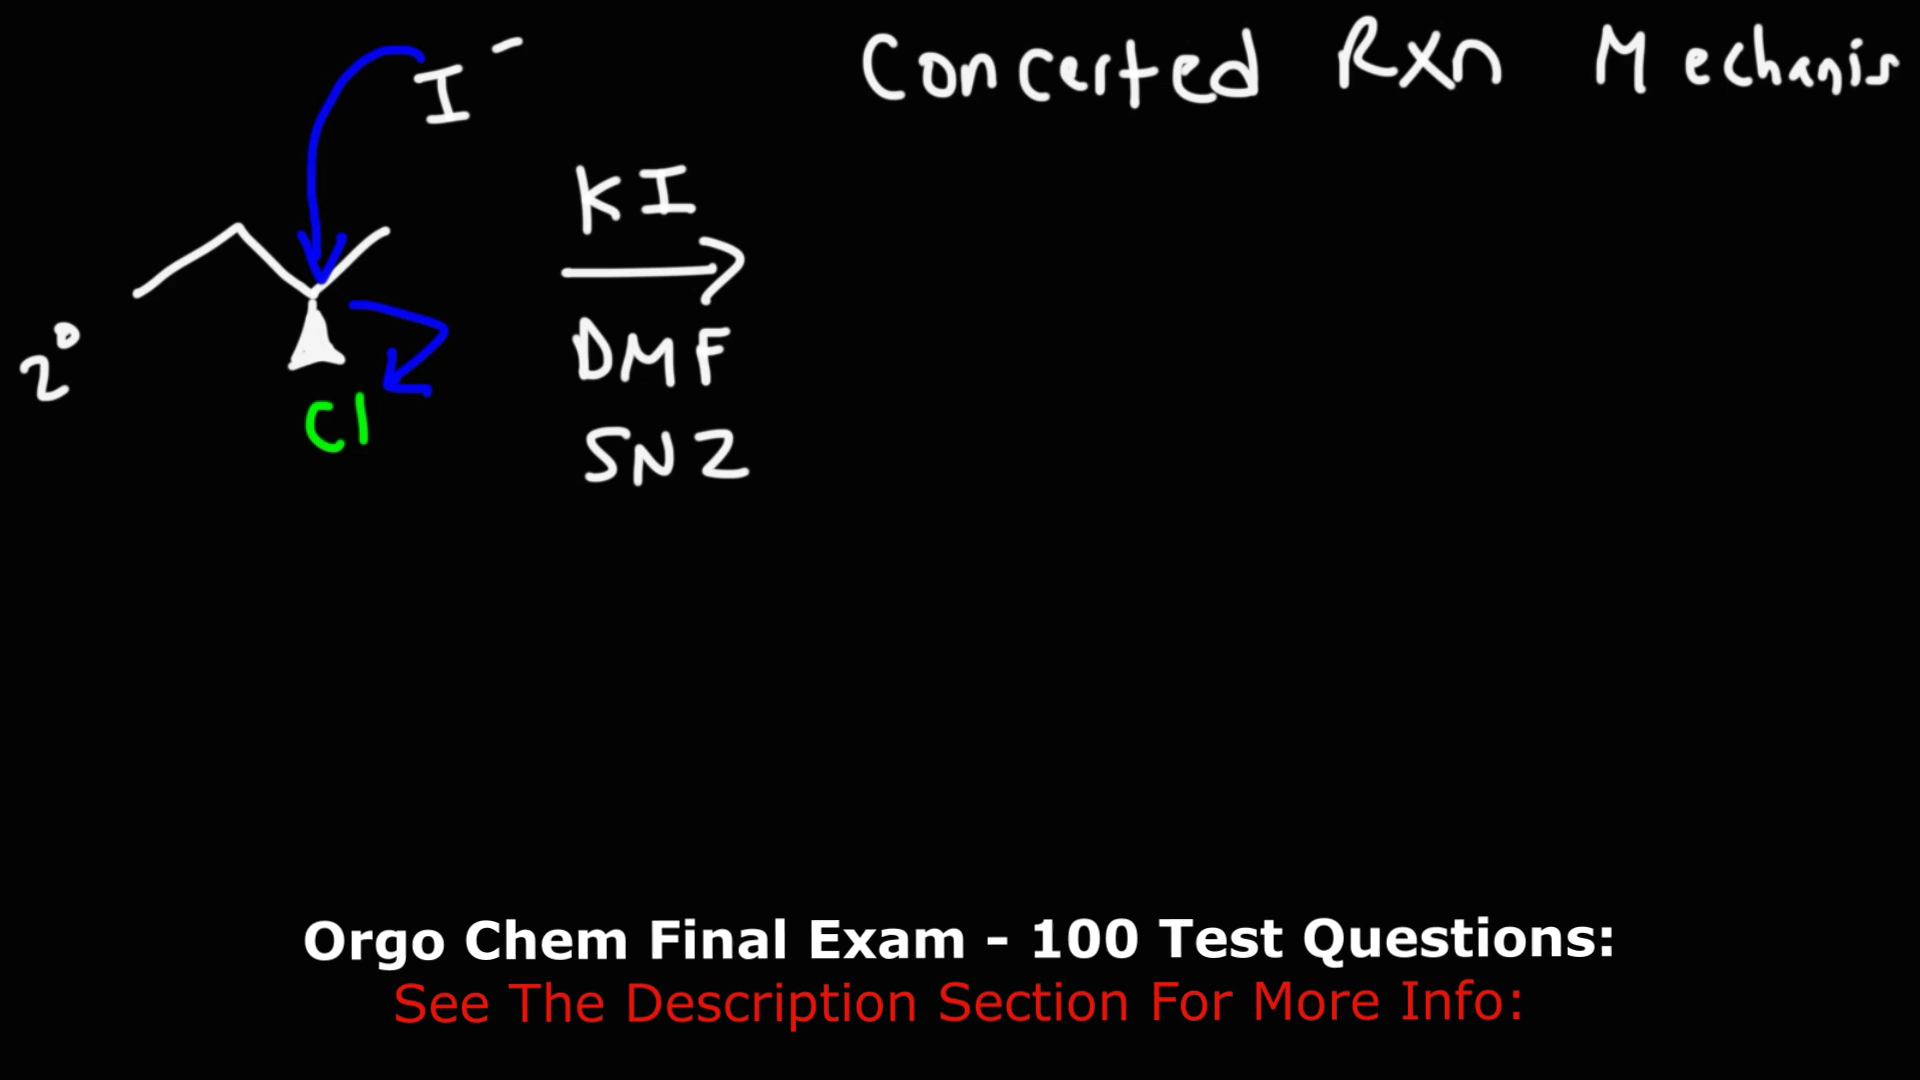 I⁻
Concerted Rxn Mechanis
KI
2°
DMF
Cl
SN2
Orgo Chem Final Exam - 100 Test Questions:
See The Description Section For More Info: